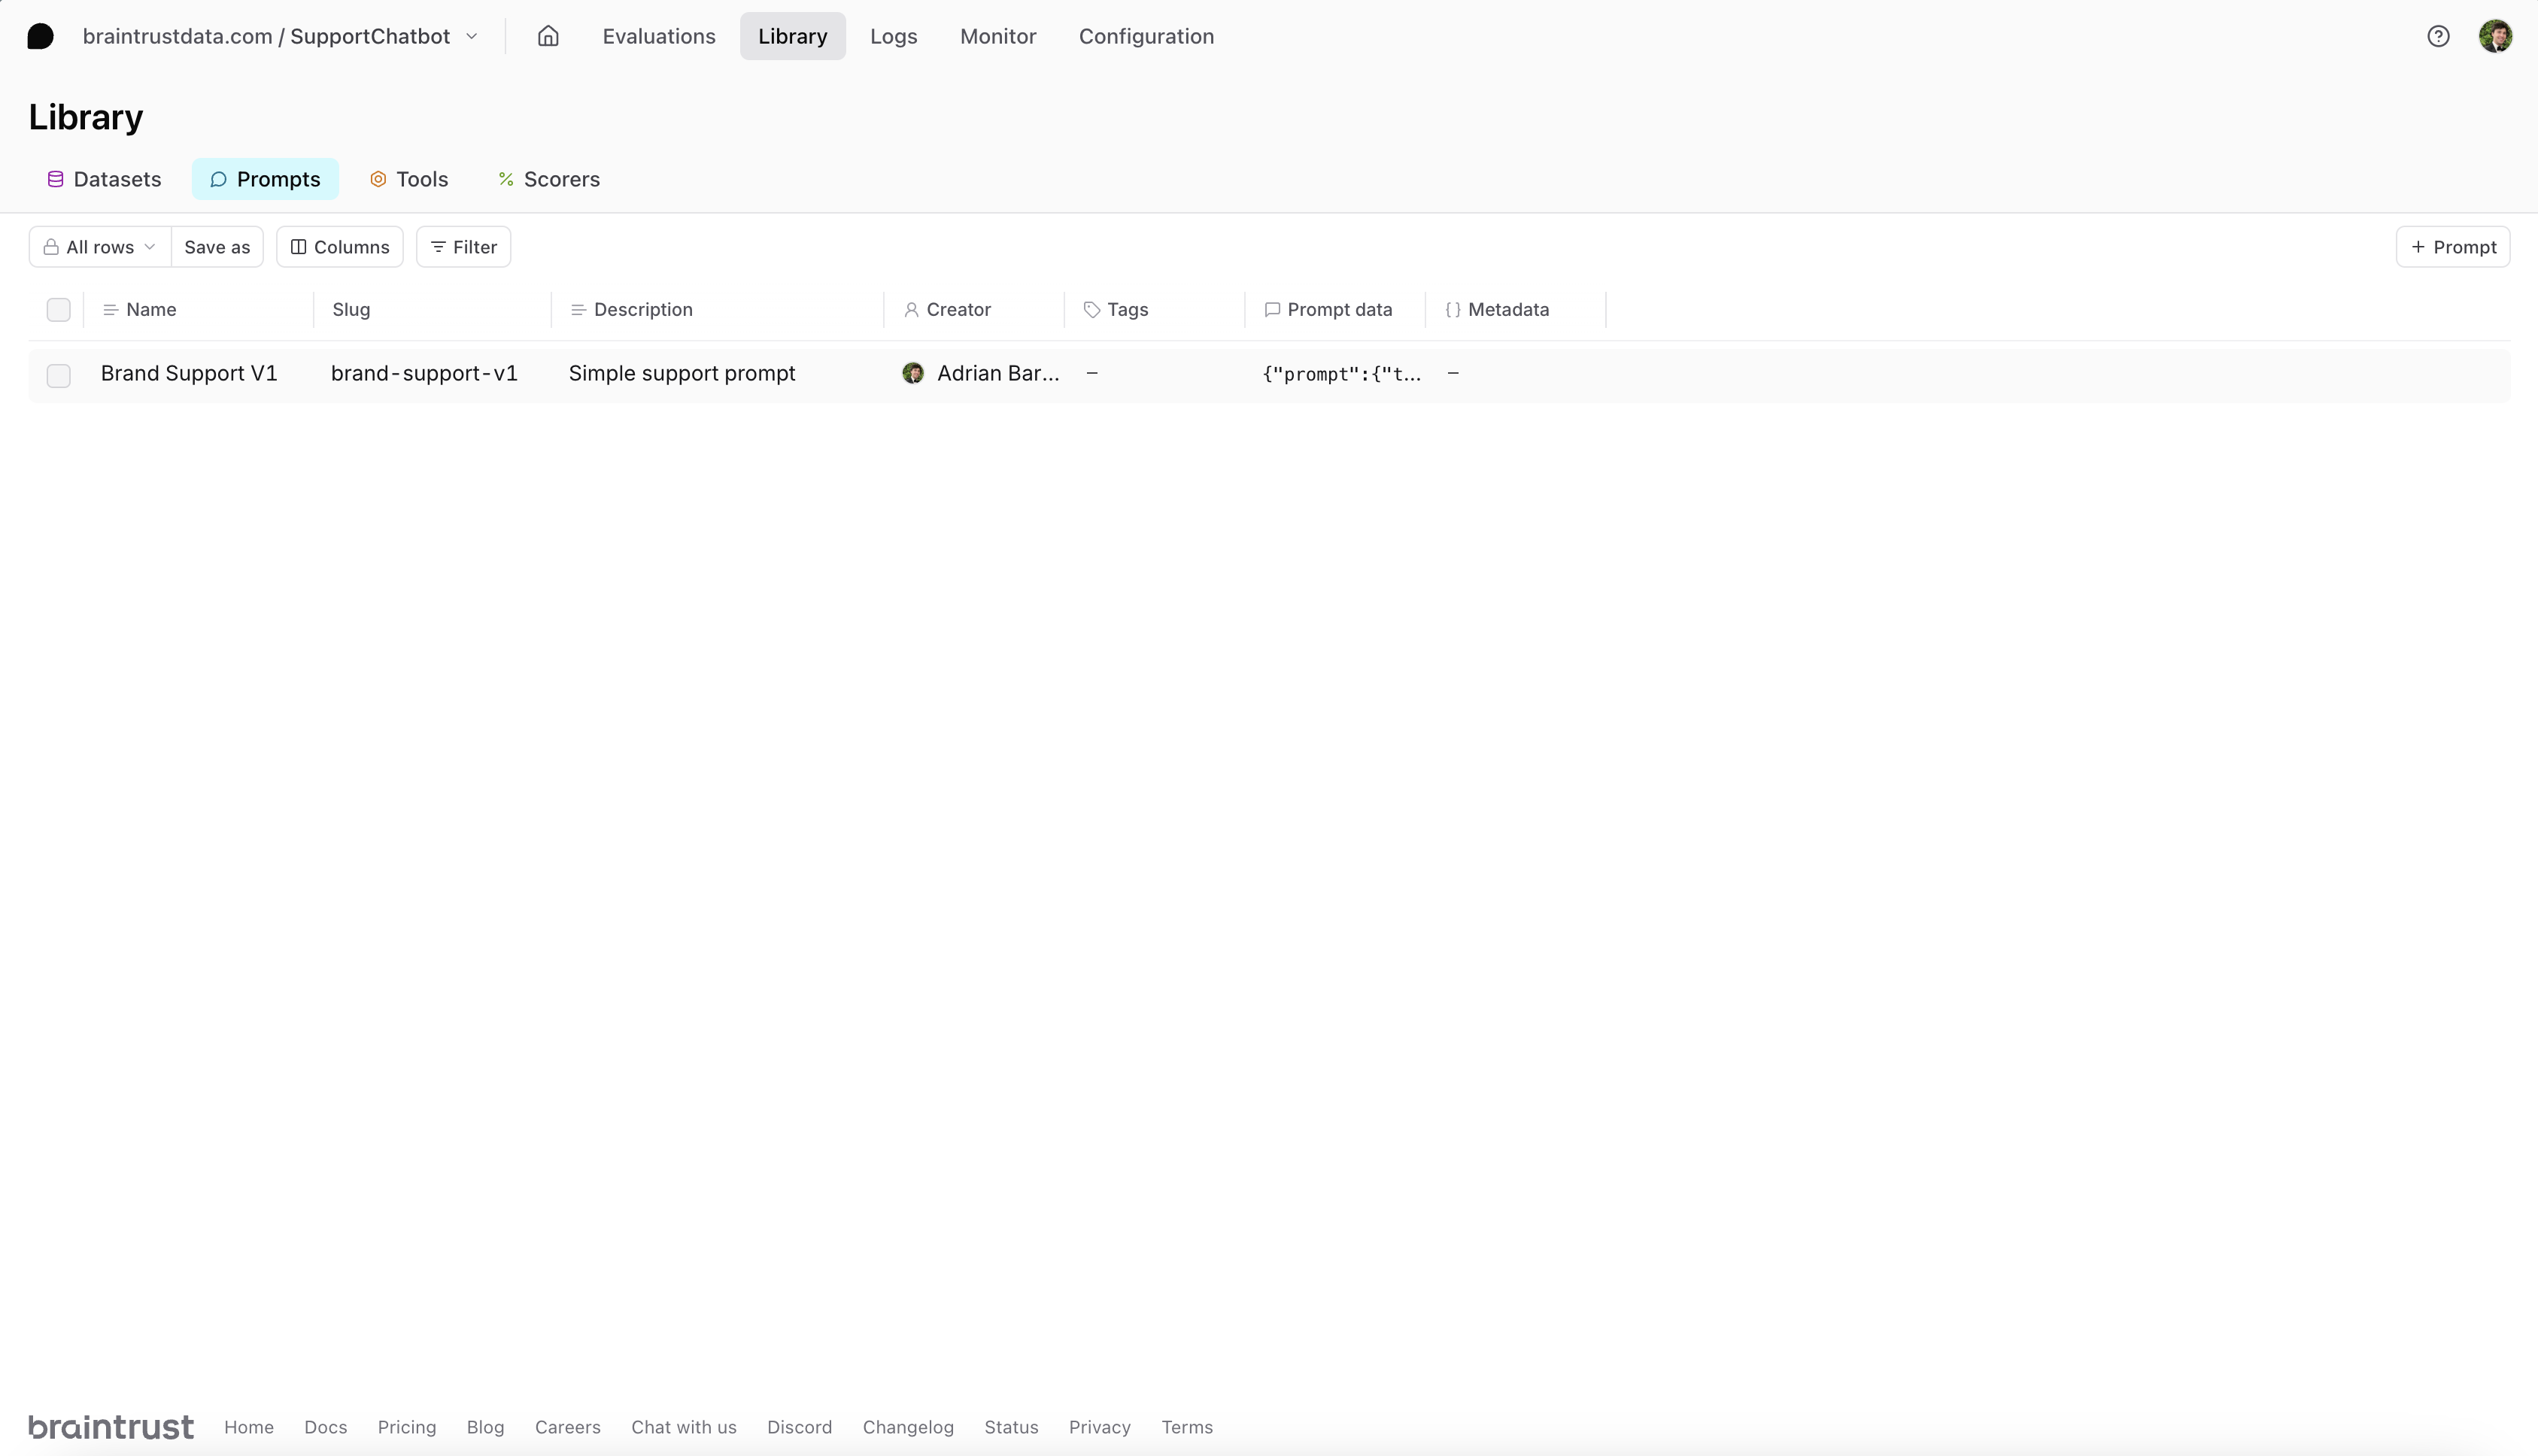 braintrustdata.com / SupportChatbot Evaluations Library Logs Monitor Configuration
Library
Datasets Prompts Tools Scorers
All rows Save as Columns Filter + Prompt
Name Slug Description Creator Tags Prompt data {} Metadata
Brand Support V1 brand-support-v1 Simple support prompt Adrian Bar... – {"prompt":{"t... –
braintrust Home Docs Pricing Blog Careers Chat with us Discord Changelog Status Privacy Terms